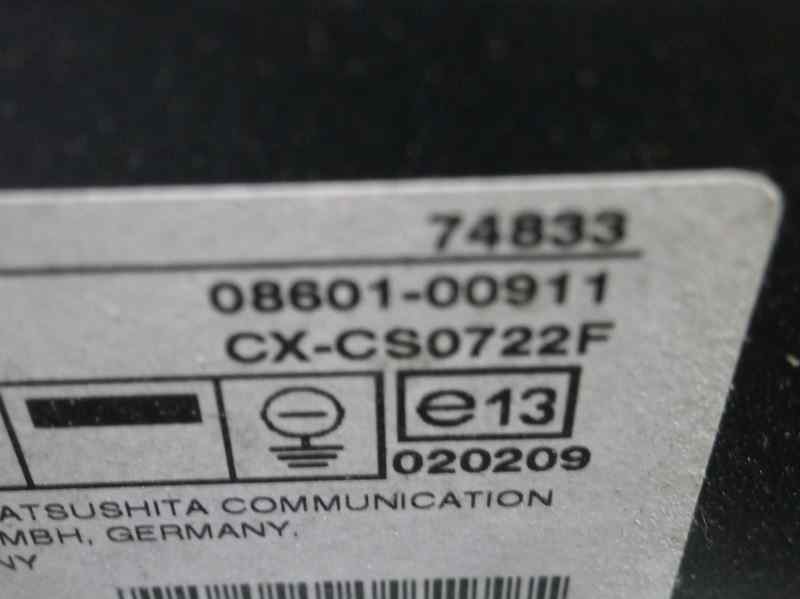 74833
08601-00911
CX-CS0722F
e13
020209
ATSUSHITA COMMUNICATION
MBH, GERMANY,
NY